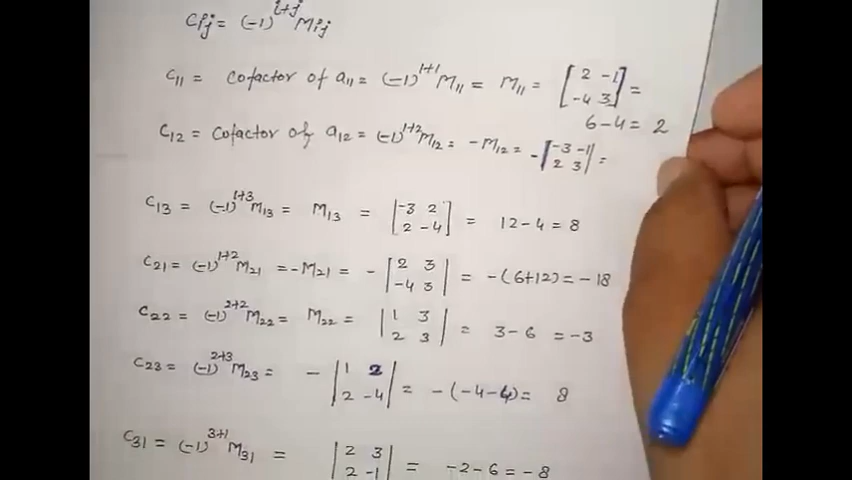 Cij = (-1)^i+j Mij
C11 = Cofactor of a11 = (-1)^1+1 M11 = M11 = [2 -1; -4 3] =
6-4 = 2
C12 = Cofactor of a12 = (-1)^1+2 M12 = -M12 = -|-3 -1; 2 3| =
C13 = (-1)^1+3 M13 = M13 = |-3 2; 2 -4| = 12-4 = 8
C21 = (-1)^1+2 M21 = -M21 = -|2 3; -4 3| = -(6+12) = -18
C22 = (-1)^2+2 M22 = M22 = |1 3; 2 3| = 3-6 = -3
C23 = (-1)^2+3 M23 = -|1 2; 2 -4| = -(-4-4) = 8
C31 = (-1)^3+1 M31 = |2 3; 2 -1| = -2-6 = -8